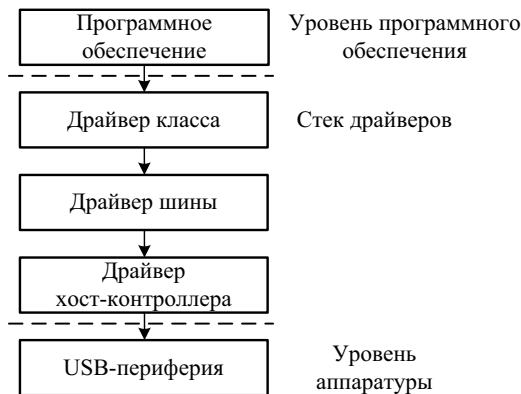 Программное
обеспечение
Уровень программного
обеспечения
Драйвер класса
Стек драйверов
Драйвер шины
Драйвер
хост-контроллера
USB-периферия
Уровень
аппаратуры